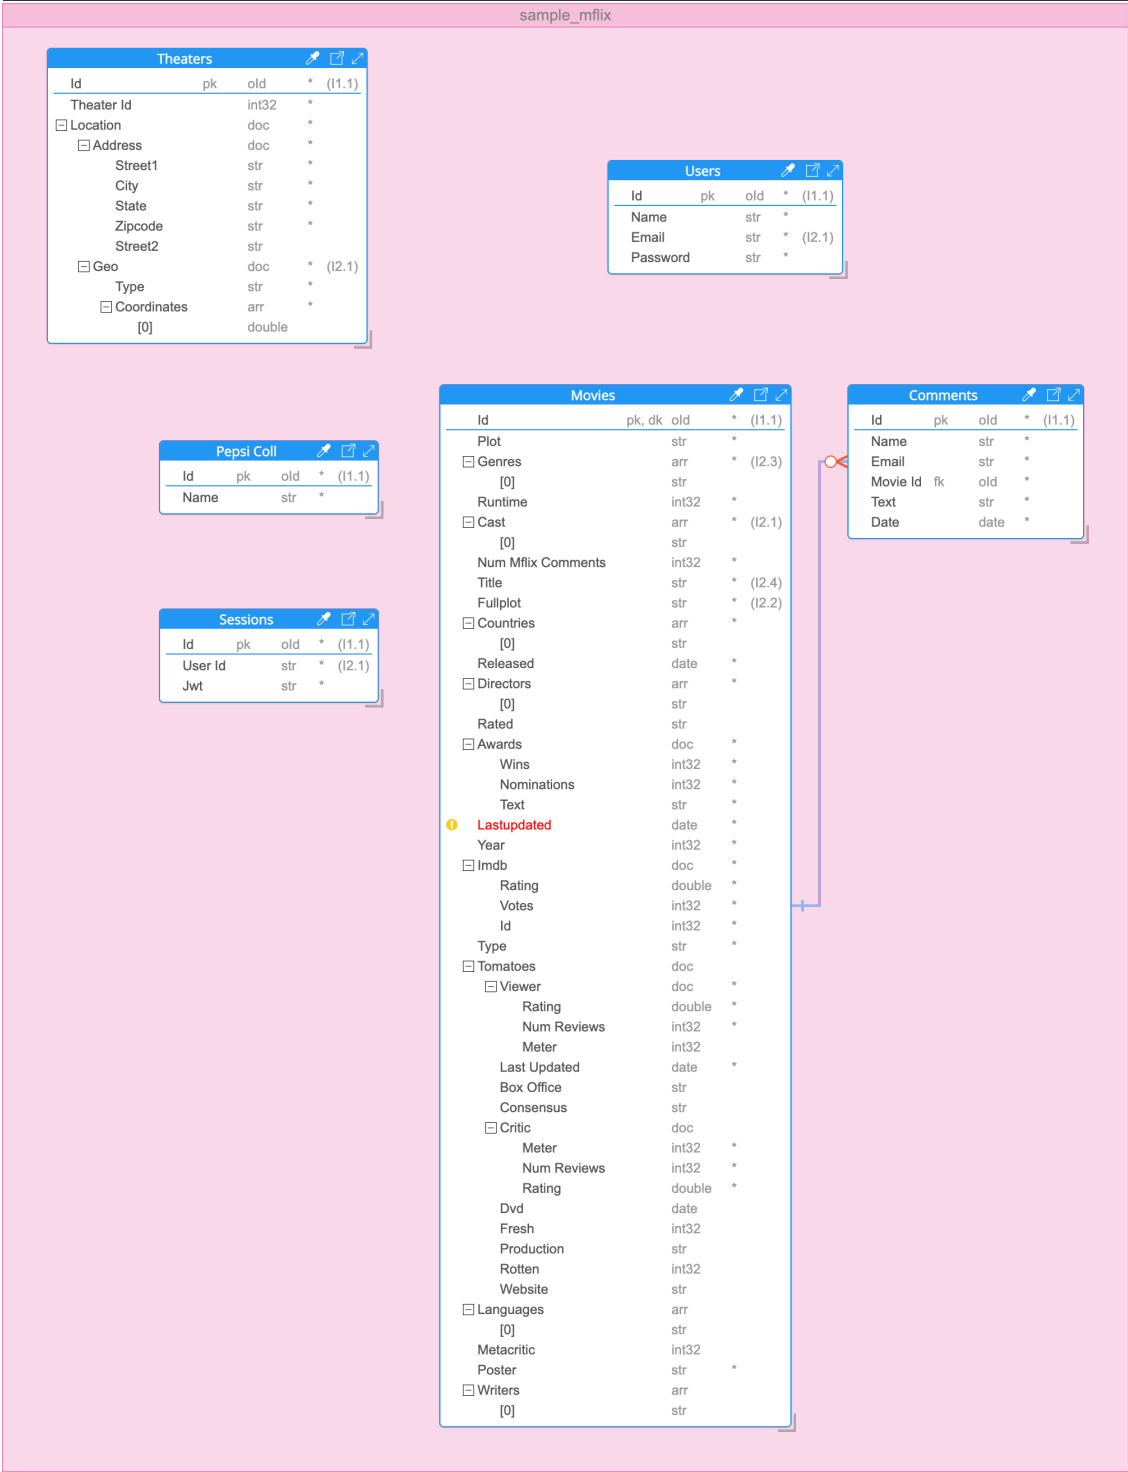 sample_mflix
Theaters
Id pk oId * (I1.1)
Theater Id int32 *
Location doc *
Address doc *
Street1 str *
City str *
State str *
Zipcode str *
Street2 str
Geo doc * (I2.1)
Type str *
Coordinates arr *
[0] double
Users
Id pk oId * (I1.1)
Name str *
Email str * (I2.1)
Password str *
Pepsi Coll
Id pk oId * (I1.1)
Name str *
Sessions
Id pk oId * (I1.1)
User Id str * (I2.1)
Jwt str *
Movies
Id pk, dk oId * (I1.1)
Plot str *
Genres arr * (I2.3)
[0] str
Runtime int32 *
Cast arr * (I2.1)
[0] str
Num Mflix Comments int32 *
Title str * (I2.4)
Fullplot str * (I2.2)
Countries arr *
[0] str
Released date *
Directors arr *
[0] str
Rated str
Awards doc *
Wins int32 *
Nominations int32 *
Text str *
Lastupdated date *
Year int32 *
Imdb doc *
Rating double *
Votes int32 *
Id int32 *
Type str *
Tomatoes doc
Viewer doc *
Rating double *
Num Reviews int32 *
Meter int32
Last Updated date *
Box Office str
Consensus str
Critic doc
Meter int32 *
Num Reviews int32 *
Rating double *
Dvd date
Fresh int32
Production str
Rotten int32
Website str
Languages arr
[0] str
Metacritic int32
Poster str *
Writers arr
[0] str
Comments
Id pk oId * (I1.1)
Name str *
Email str *
Movie Id fk oId *
Text str *
Date date *